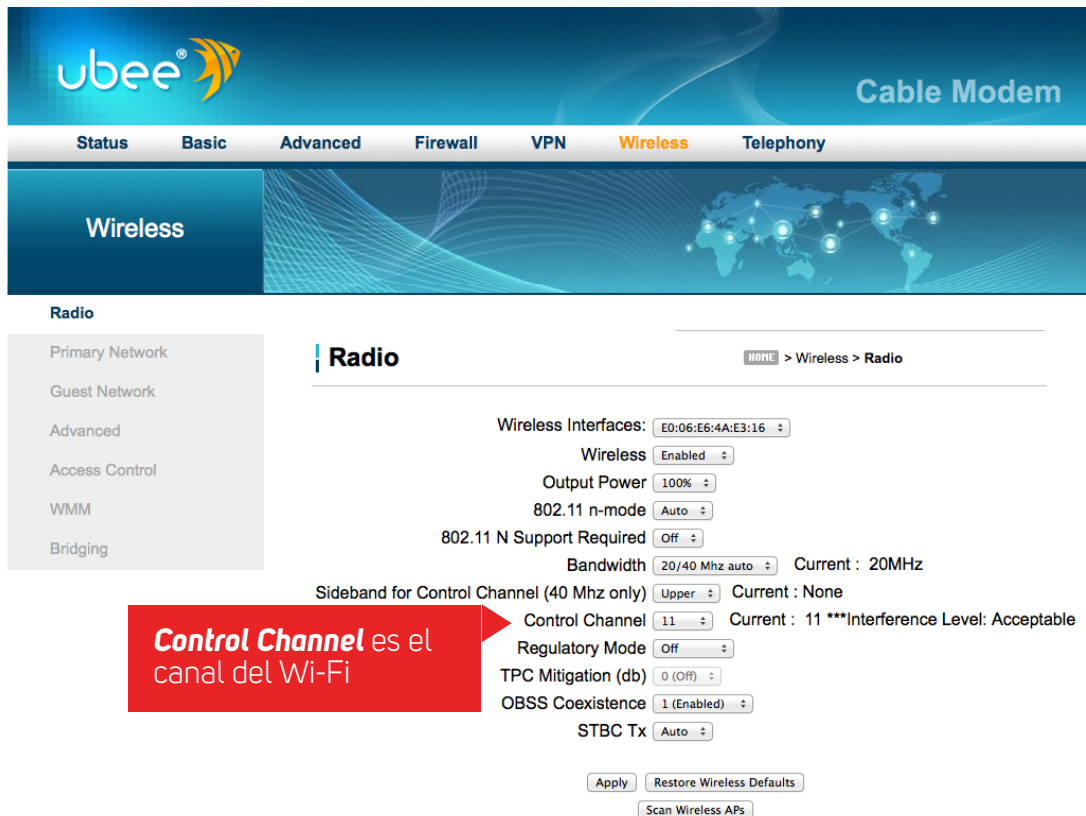 ubee®
Cable Modem
Status Basic Advanced Firewall VPN Wireless Telephony
Wireless
Radio
Primary Network
Guest Network
Advanced
Access Control
WMM
Bridging
Radio
HOME > Wireless > Radio
Wireless Interfaces: E0:06:E6:4A:E3:16
Wireless Enabled
Output Power 100%
802.11 n-mode Auto
802.11 N Support Required Off
Bandwidth 20/40 Mhz auto Current : 20MHz
Sideband for Control Channel (40 Mhz only) Upper Current : None
Control Channel 11 Current : 11 ***Interference Level: Acceptable
Regulatory Mode Off
TPC Mitigation (db) 0 (Off)
OBSS Coexistence 1 (Enabled)
STBC Tx Auto
Control Channel es el
canal del Wi-Fi
Apply Restore Wireless Defaults
Scan Wireless APs